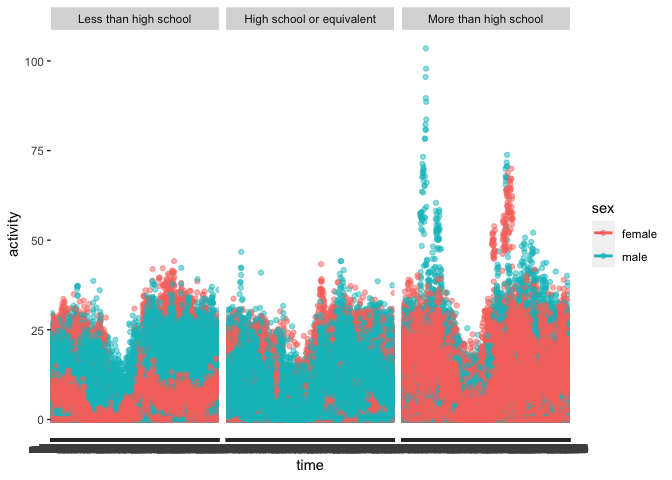 Less than high school
High school or equivalent
More than high school
100
75
50
25
0
activity
time
sex
female
male